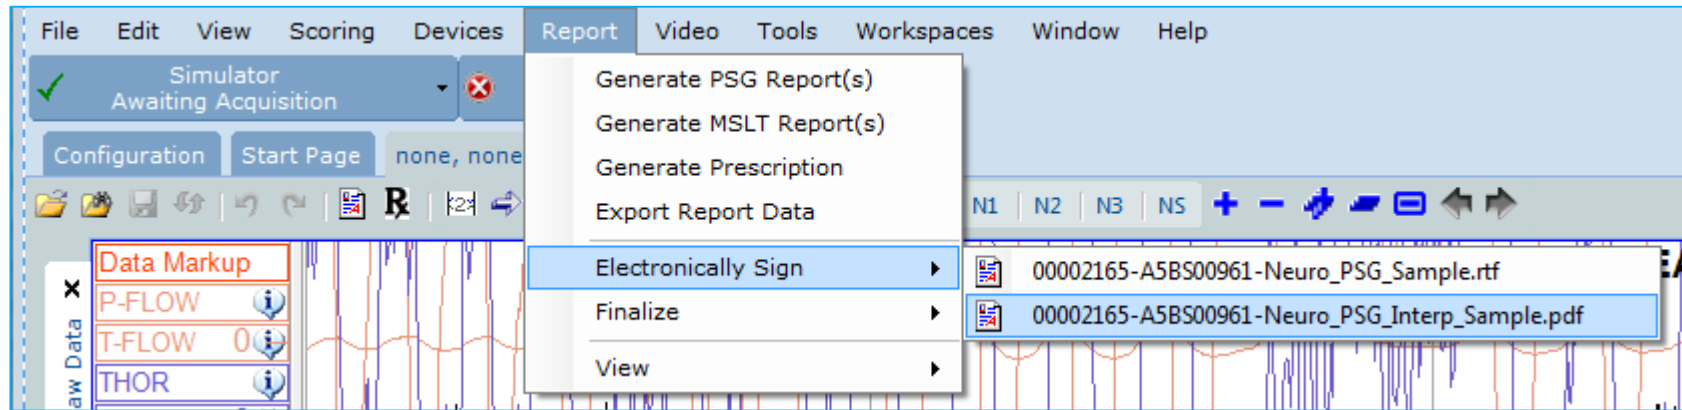 File Edit View Scoring Devices Report Video Tools Workspaces Window Help
Simulator
Awaiting Acquisition
Generate PSG Report(s)
Generate MSLT Report(s)
Generate Prescription
Export Report Data
Electronically Sign
Finalize
View
Configuration Start Page none, none
N1 N2 N3 NS
00002165-A5BS00961-Neuro_PSG_Sample.rtf
00002165-A5BS00961-Neuro_PSG_Interp_Sample.pdf
Data Markup
P-FLOW
T-FLOW 0
THOR
Data